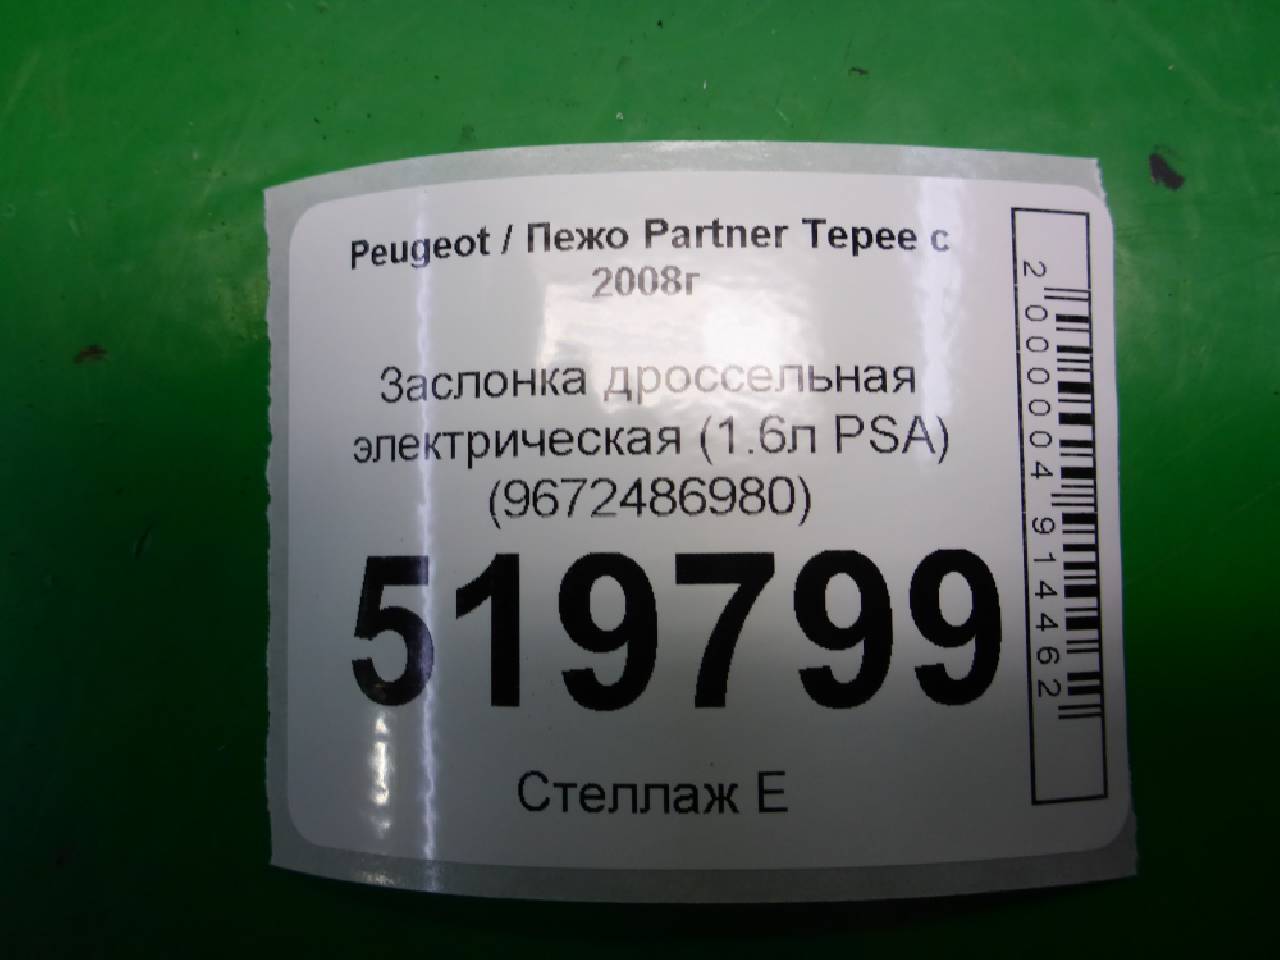 Peugeot / Пежо Partner Tepee с
2008г
Заслонка дроссельная
электрическая (1.6л PSA)
(9672486980)
519799
Стеллаж Е
2000004914462